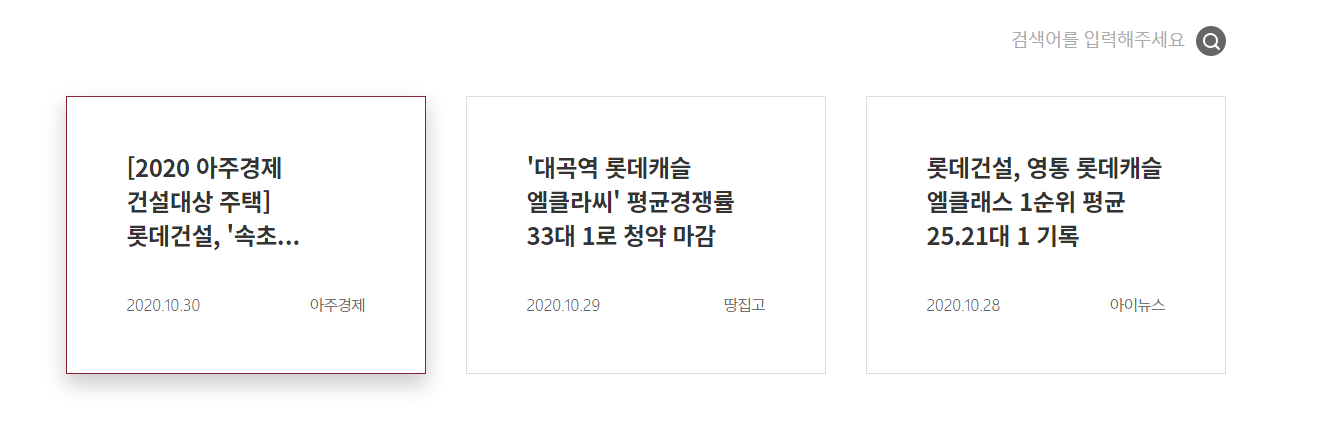 검색어를 입력해주세요
[2020 아주경제
건설대상 주택]
롯데건설, '속초...
2020.10.30
아주경제
'대곡역 롯데캐슬
엘클라씨' 평균경쟁률
33대 1로 청약 마감
2020.10.29
땅집고
롯데건설, 영통 롯데캐슬
엘클래스 1순위 평균
25.21대 1 기록
2020.10.28
아이뉴스